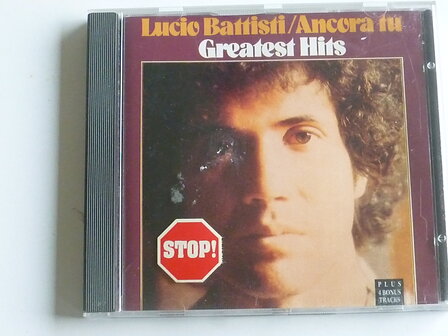 Lucio Battisti/Ancora tu
Greatest Hits
STOP!
PLUS
4 BONUS
TRACKS